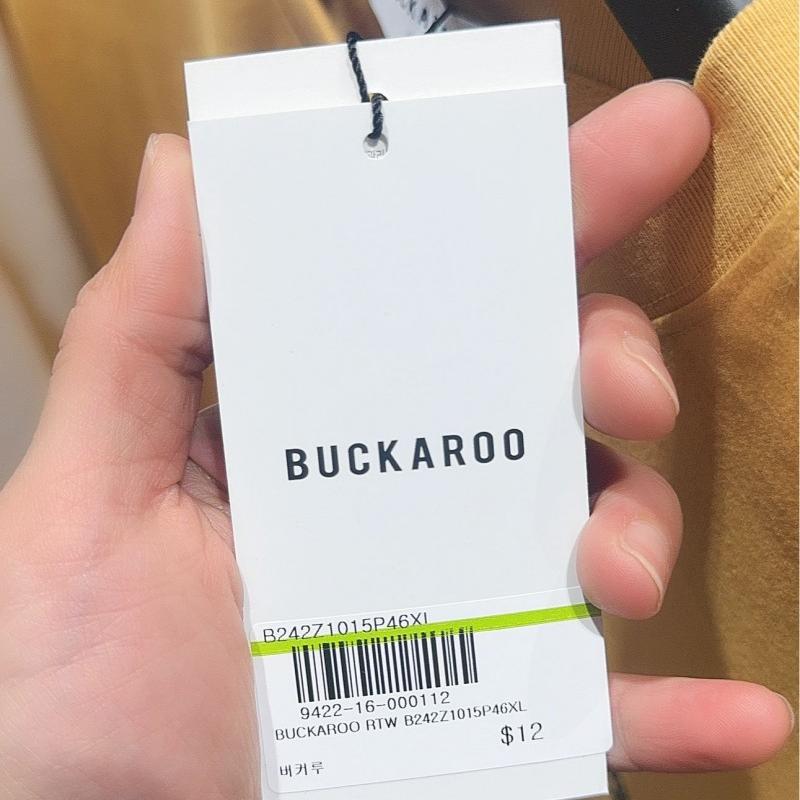 BUCKAROO
B242Z1015P46XL
9422-16-000112
BUCKAROO RTW B242Z1015P46XL
$12
버커루